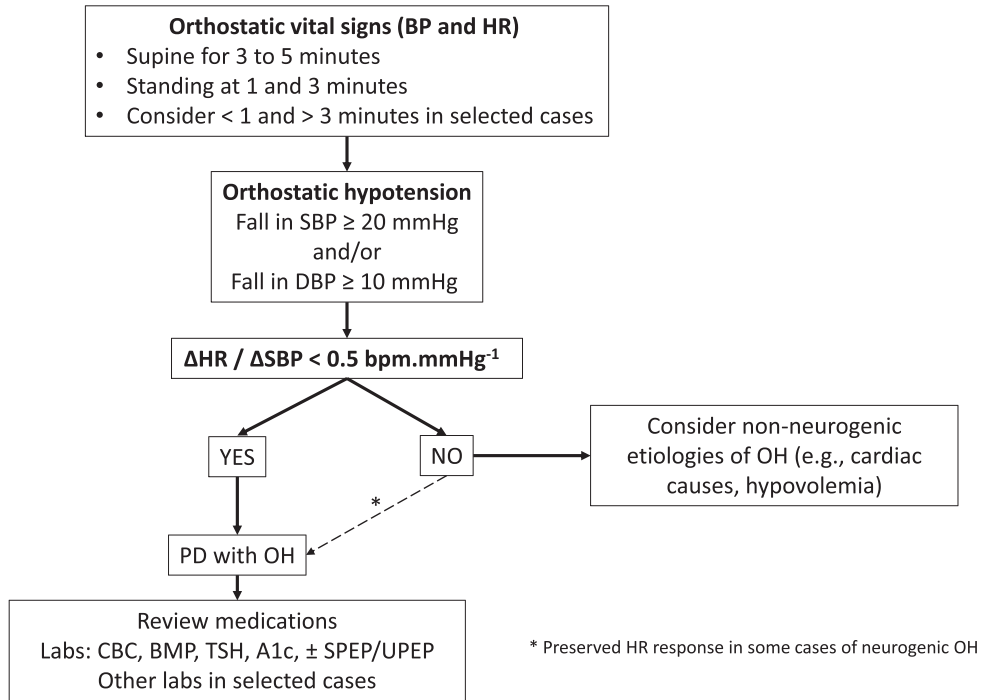 Orthostatic vital signs (BP and HR)
• Supine for 3 to 5 minutes
• Standing at 1 and 3 minutes
• Consider < 1 and > 3 minutes in selected cases
Orthostatic hypotension
Fall in SBP ≥ 20 mmHg
and/or
Fall in DBP ≥ 10 mmHg
ΔHR / ΔSBP < 0.5 bpm.mmHg⁻¹
YES
NO
Consider non-neurogenic
etiologies of OH (e.g., cardiac
causes, hypovolemia)
*
PD with OH
Review medications
Labs: CBC, BMP, TSH, A1c, ± SPEP/UPEP
Other labs in selected cases
* Preserved HR response in some cases of neurogenic OH